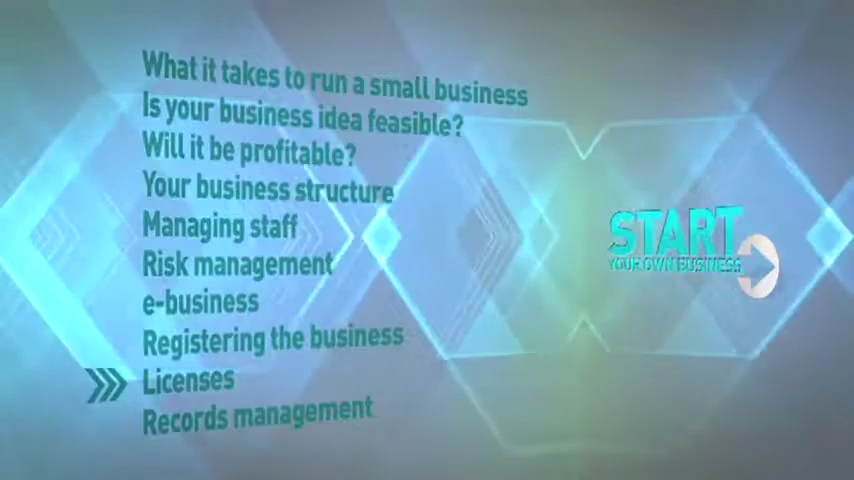 What it takes to run a small business
Is your business idea feasible?
Will it be profitable?
Your business structure
Managing staff
Risk management
e-business
Registering the business
Licenses
Records management
START
YOUR OWN BUSINESS